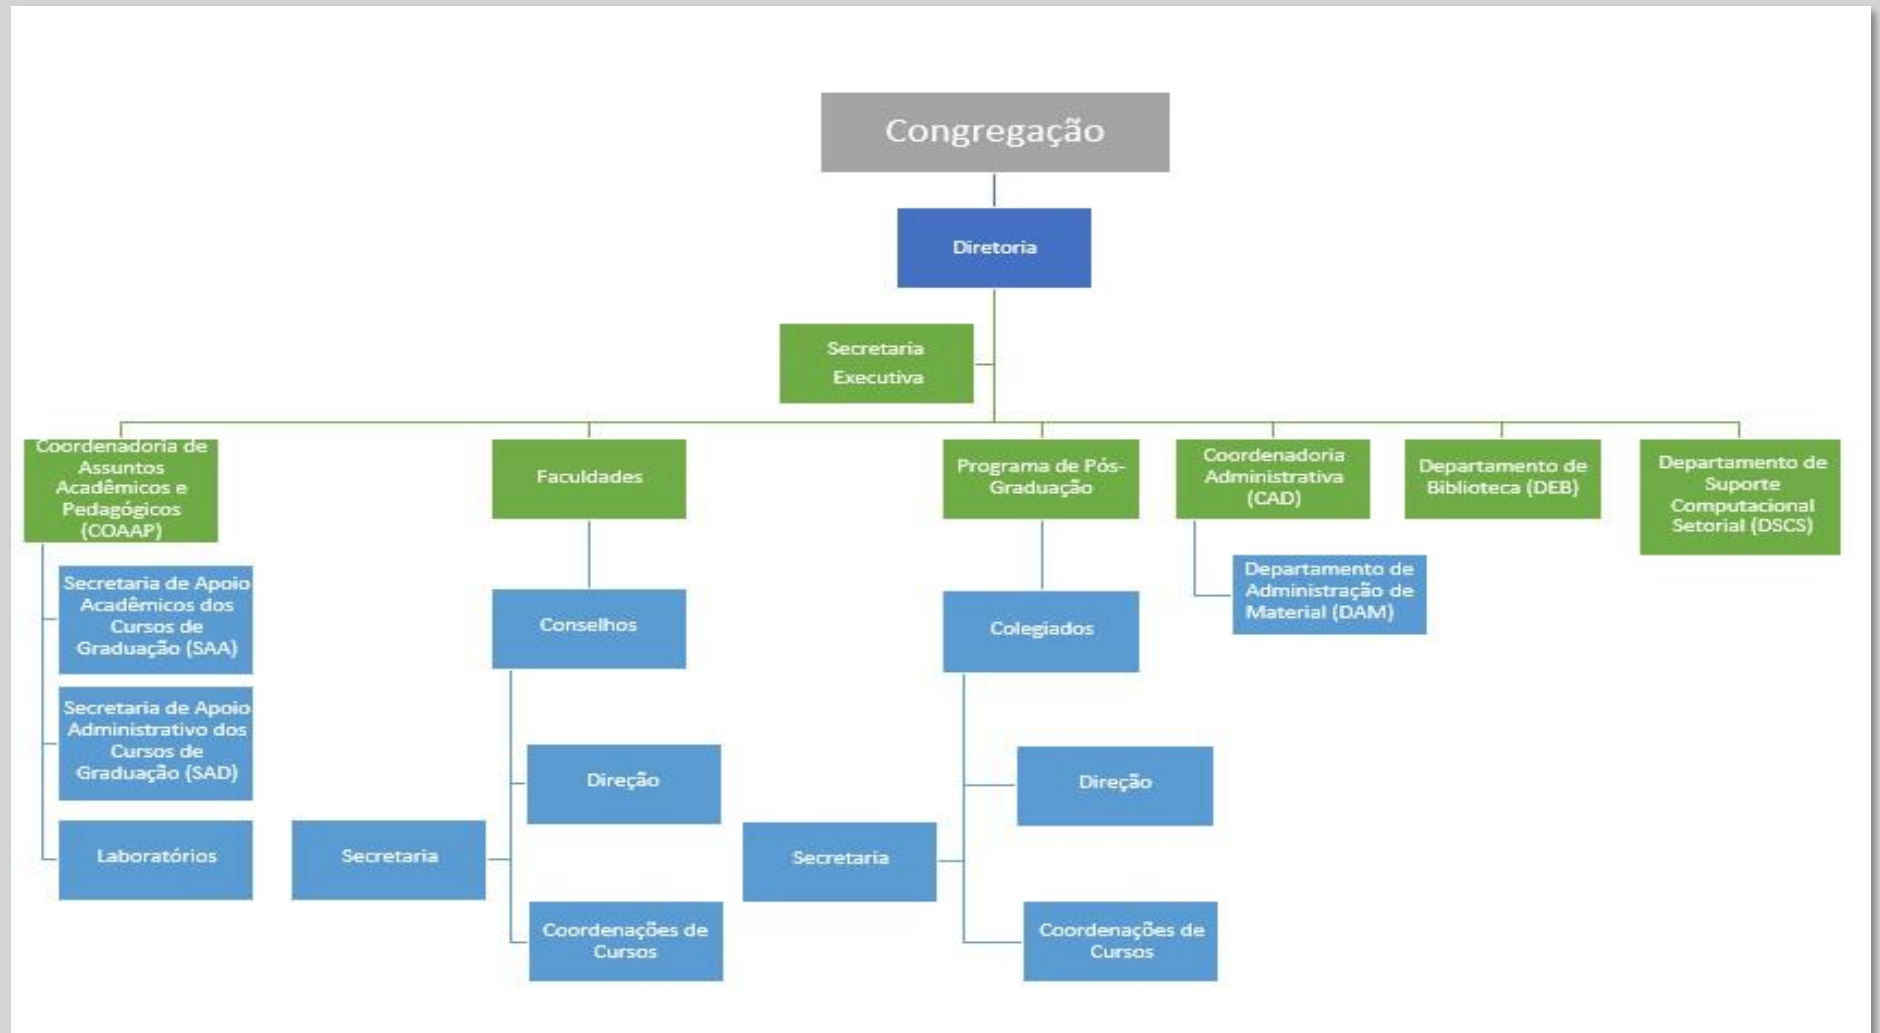 Congregação
Diretoria
Secretaria
Executiva
Coordenadoria de
Assuntos
Acadêmicos e
Pedagógicos
(COAAP)
Faculdades
Programa de Pós-
Graduação
Coordenadoria
Administrativa
(CAD)
Departamento de
Biblioteca (DEB)
Departamento de
Suporte
Computacional
Setorial (DSCS)
Secretaria de Apoio
Acadêmicos dos
Cursos de
Graduação (SAA)
Conselhos
Colegiados
Departamento de
Administração de
Material (DAM)
Secretaria de Apoio
Administrativo dos
Cursos de
Graduação (SAD)
Direção
Direção
Laboratórios
Secretaria
Secretaria
Coordenações de
Cursos
Coordenações de
Cursos